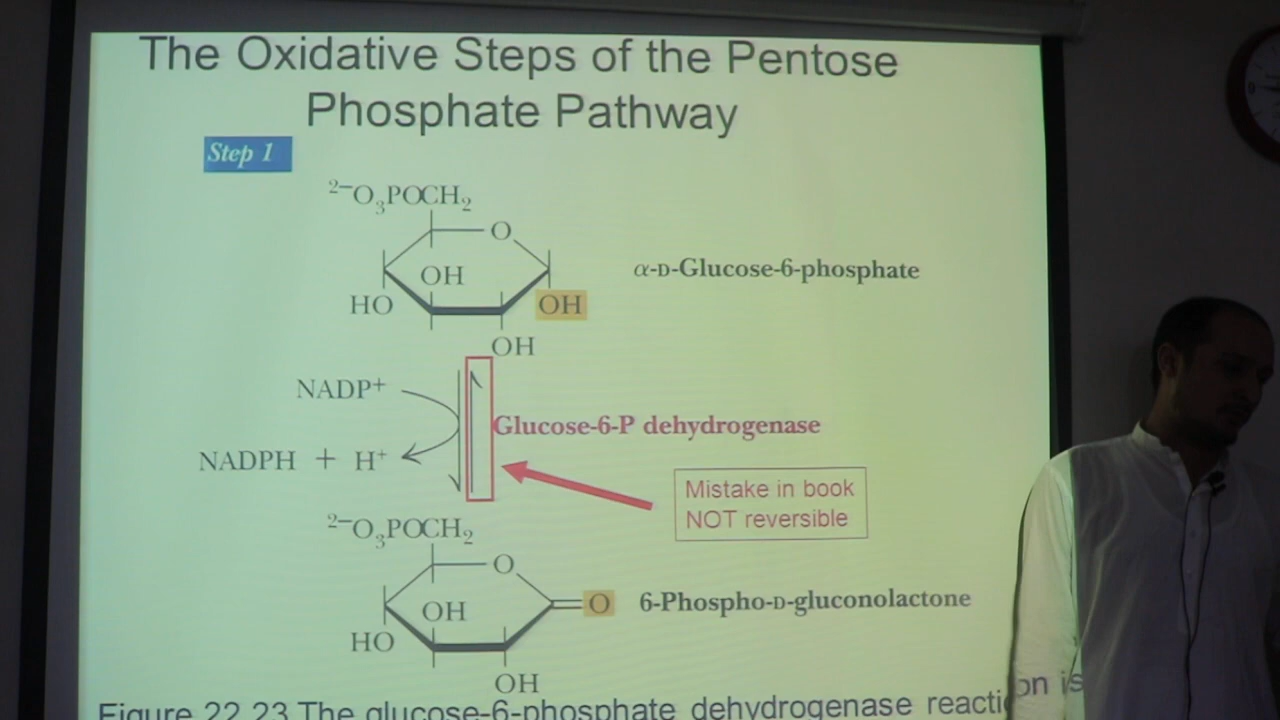 The Oxidative Steps of the Pentose
Phosphate Pathway
Step 1
²⁻O₃POCH₂
O
OH
HO
OH
OH
α-D-Glucose-6-phosphate
NADP⁺
Glucose-6-P dehydrogenase
NADPH + H⁺
Mistake in book
NOT reversible
²⁻O₃POCH₂
O
OH
O
HO
OH
6-Phospho-D-gluconolactone
Figure 22.23 The glucose-6-phosphate dehydrogenase reaction is